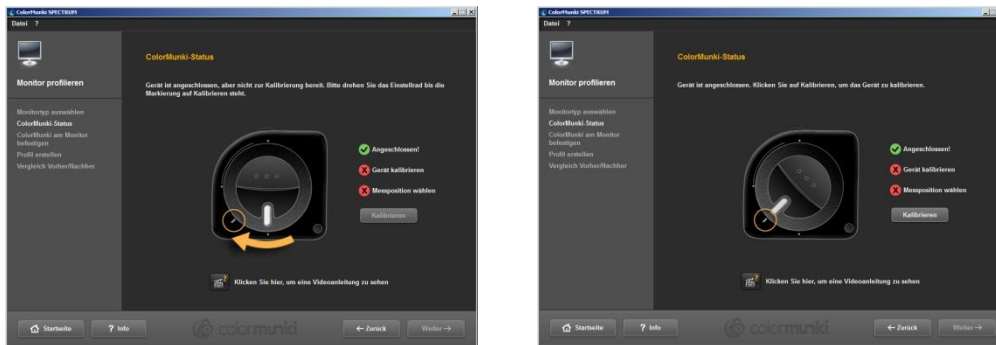 ColorMunki SPECTRUM
Datei ?
Monitor profilieren
Monitortyp auswählen
ColorMunki-Status
ColorMunki am Monitor
befestigen
Profil erstellen
Vergleich Vorher/Nachher
ColorMunki-Status
Gerät ist angeschlossen, aber nicht zur Kalibrierung bereit. Bitte drehen Sie das Einstellrad bis die
Markierung auf Kalibrieren steht.
Angeschlossen!
Gerät kalibrieren
Messposition wählen
Kalibrieren
Klicken Sie hier, um eine Videoanleitung zu sehen
Startseite
? Info
colormunki
← Zurück
Weiter →
ColorMunki SPECTRUM
Datei ?
Monitor profilieren
Monitortyp auswählen
ColorMunki-Status
ColorMunki am Monitor
befestigen
Profil erstellen
Vergleich Vorher/Nachher
ColorMunki-Status
Gerät ist angeschlossen. Klicken Sie auf Kalibrieren, um das Gerät zu kalibrieren.
Angeschlossen!
Gerät kalibrieren
Messposition wählen
Kalibrieren
Klicken Sie hier, um eine Videoanleitung zu sehen
Startseite
? Info
colormunki
← Zurück
Weiter →